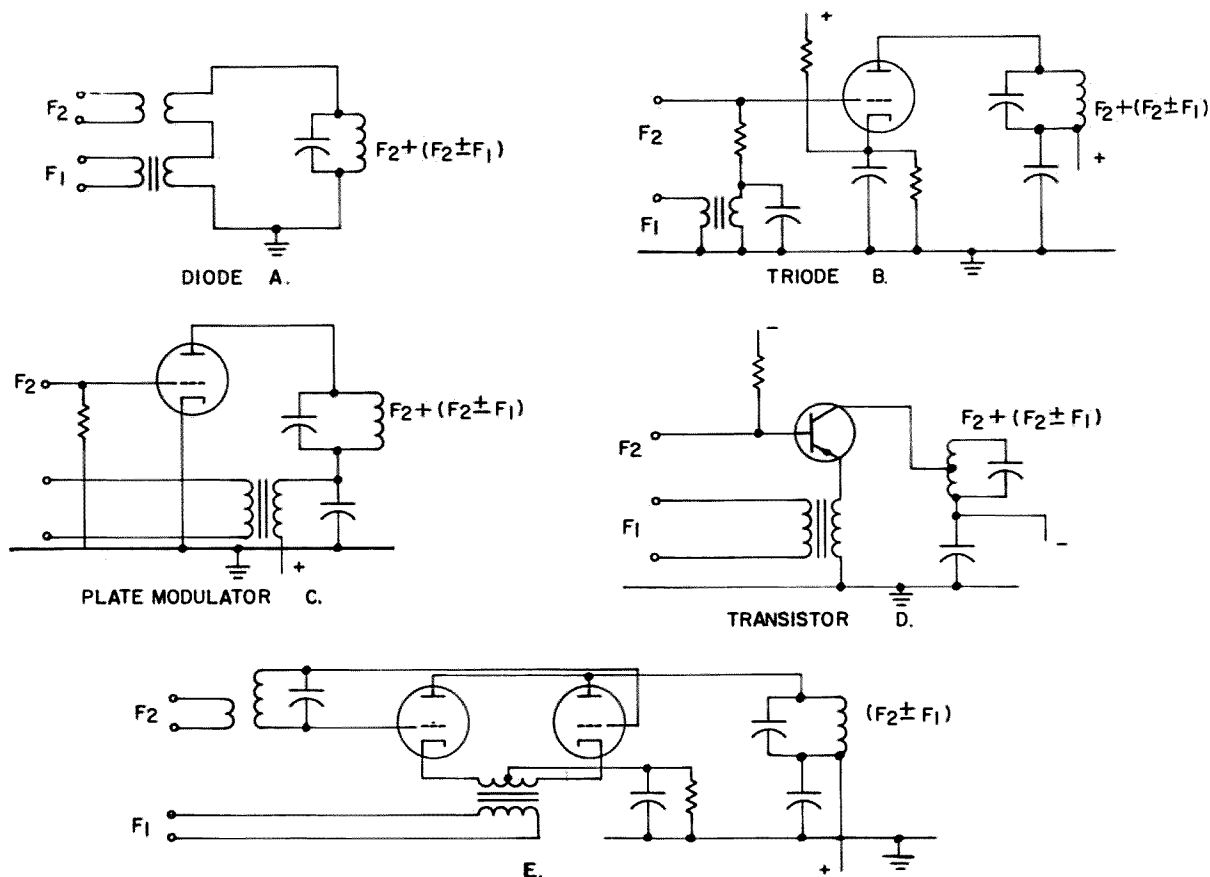 F2
F1
F2+(F2±F1)
DIODE A.
+
F2
F1
F2+(F2±F1)
+
TRIODE B.
F2
F2+(F2±F1)
+
PLATE MODULATOR C.
-
F2
F1
F2+(F2±F1)
-
TRANSISTOR D.
F2
F1
(F2±F1)
+
E.